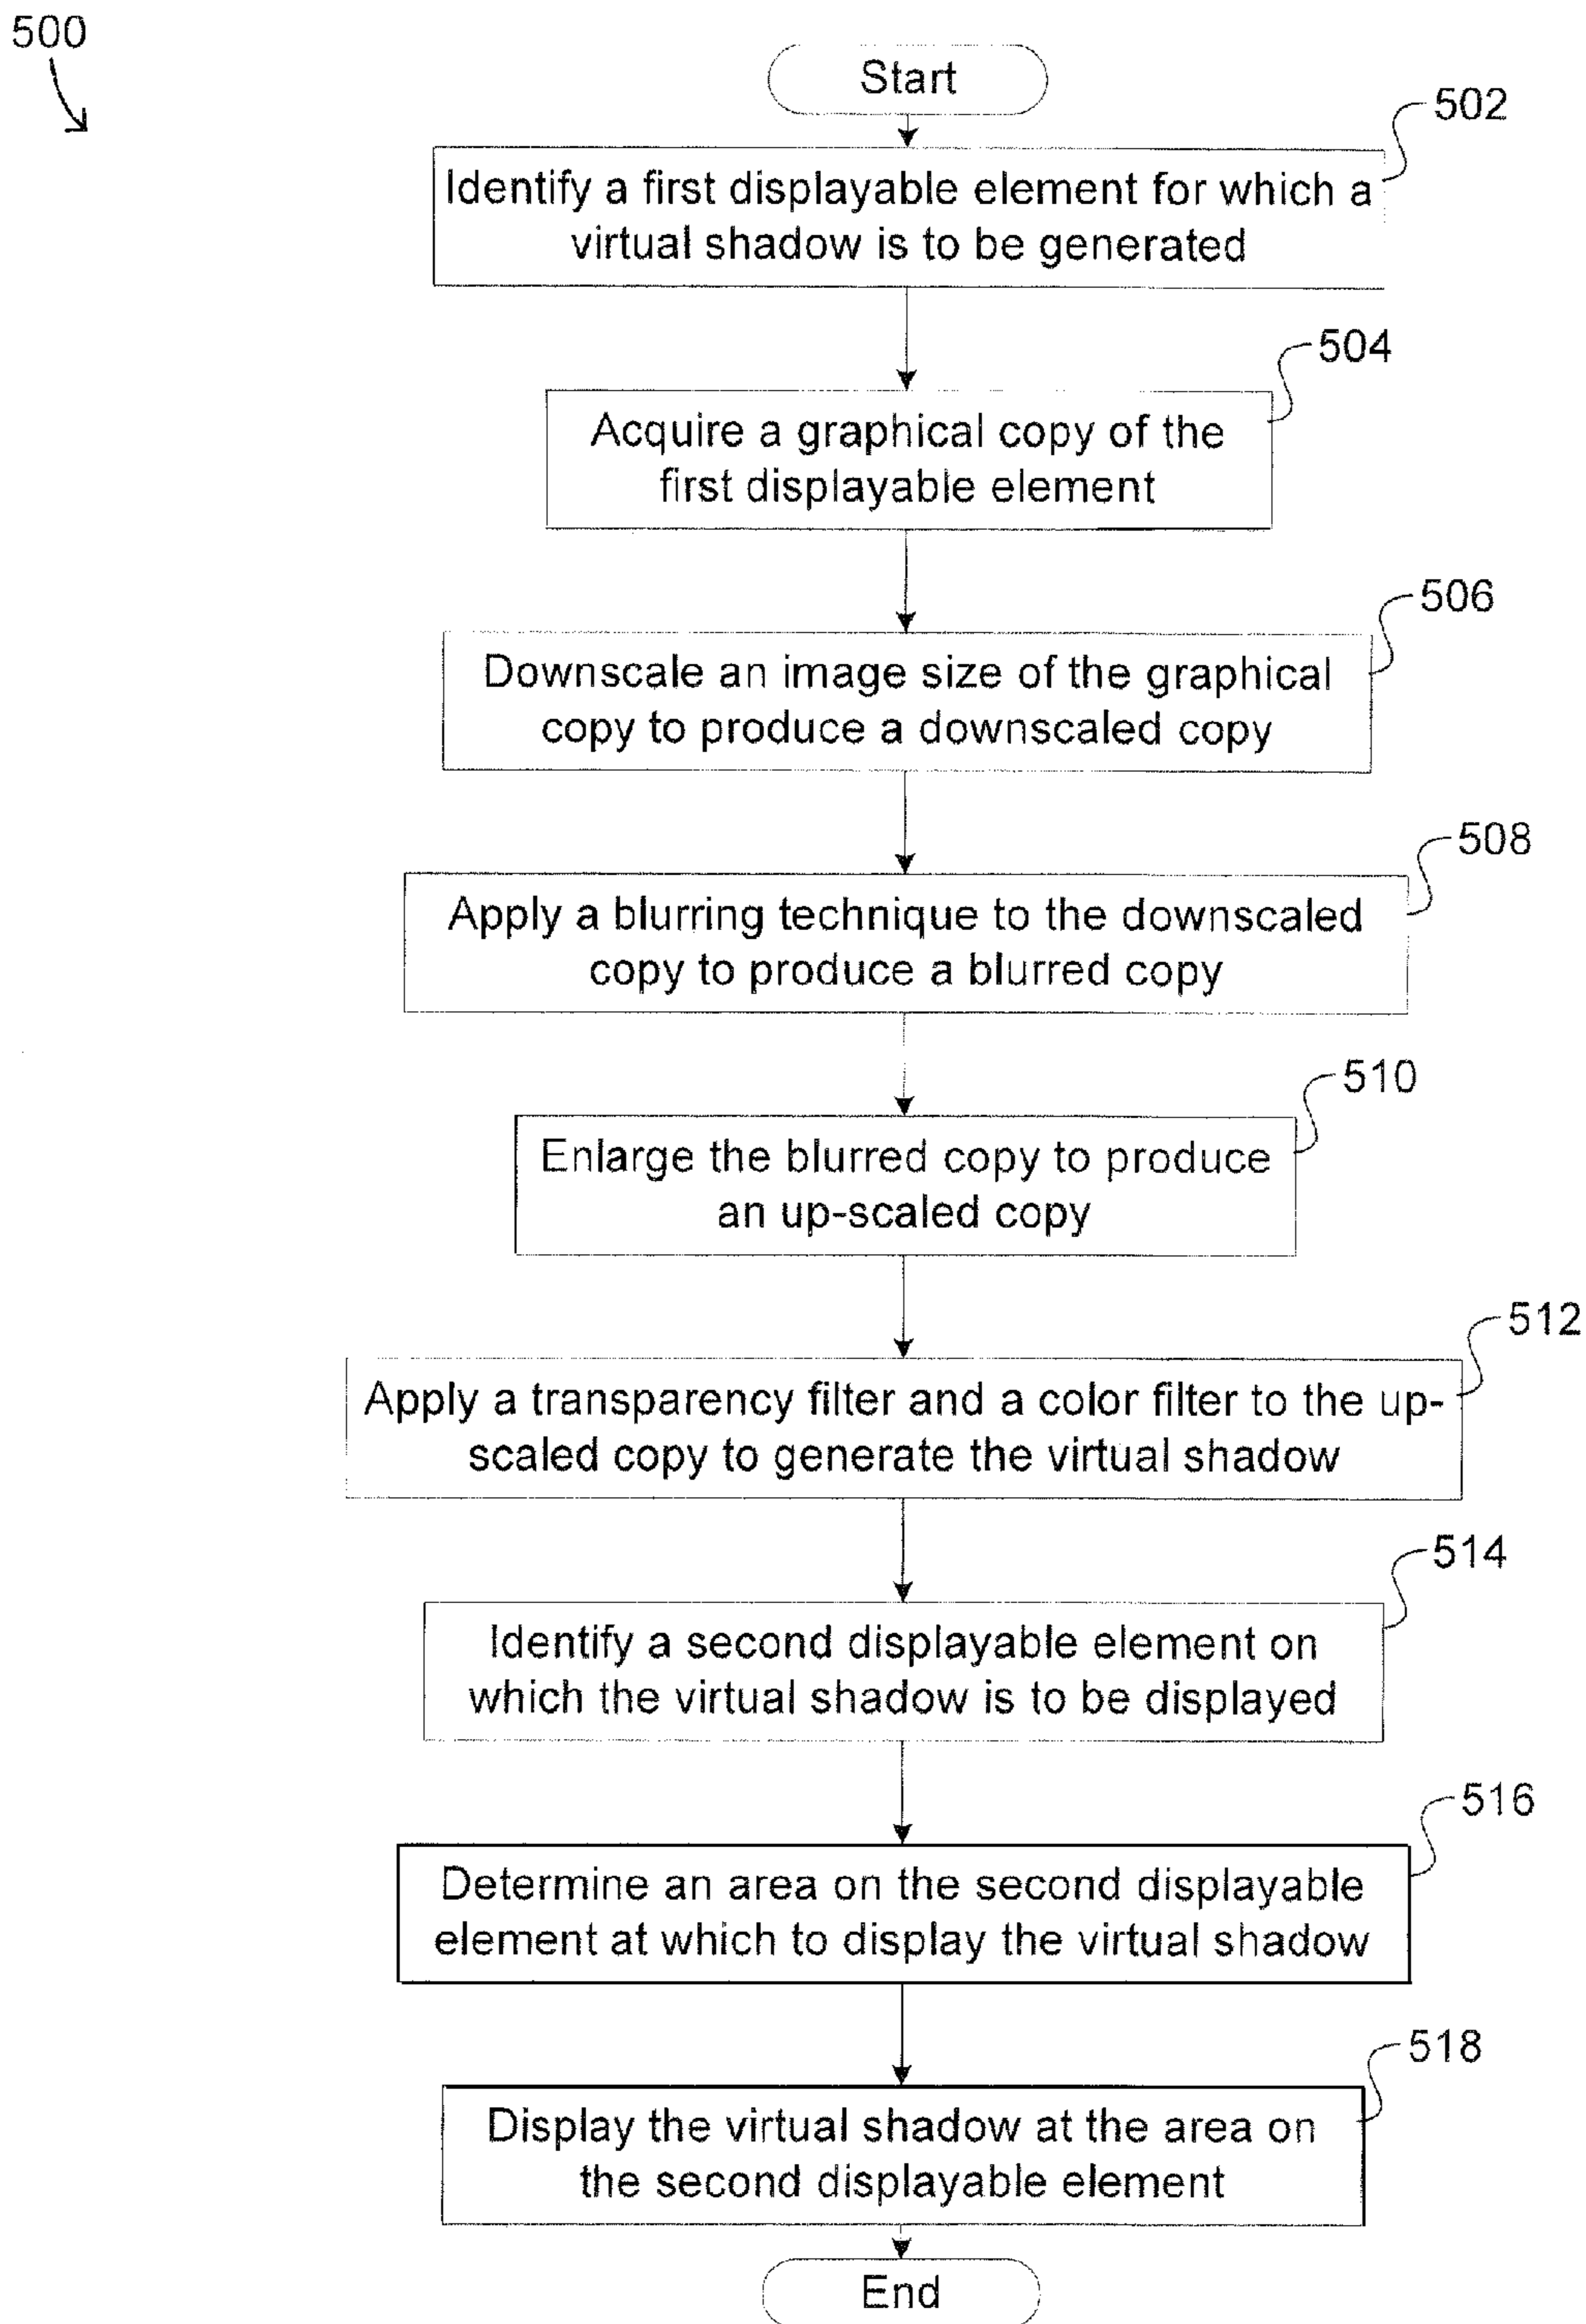 500
Start
502
Identify a first displayable element for which a
virtual shadow is to be generated
504
Acquire a graphical copy of the
first displayable element
506
Downscale an image size of the graphical
copy to produce a downscaled copy
508
Apply a blurring technique to the downscaled
copy to produce a blurred copy
510
Enlarge the blurred copy to produce
an up-scaled copy
512
Apply a transparency filter and a color filter to the up-
scaled copy to generate the virtual shadow
514
Identify a second displayable element on
which the virtual shadow is to be displayed
516
Determine an area on the second displayable
element at which to display the virtual shadow
518
Display the virtual shadow at the area on
the second displayable element
End